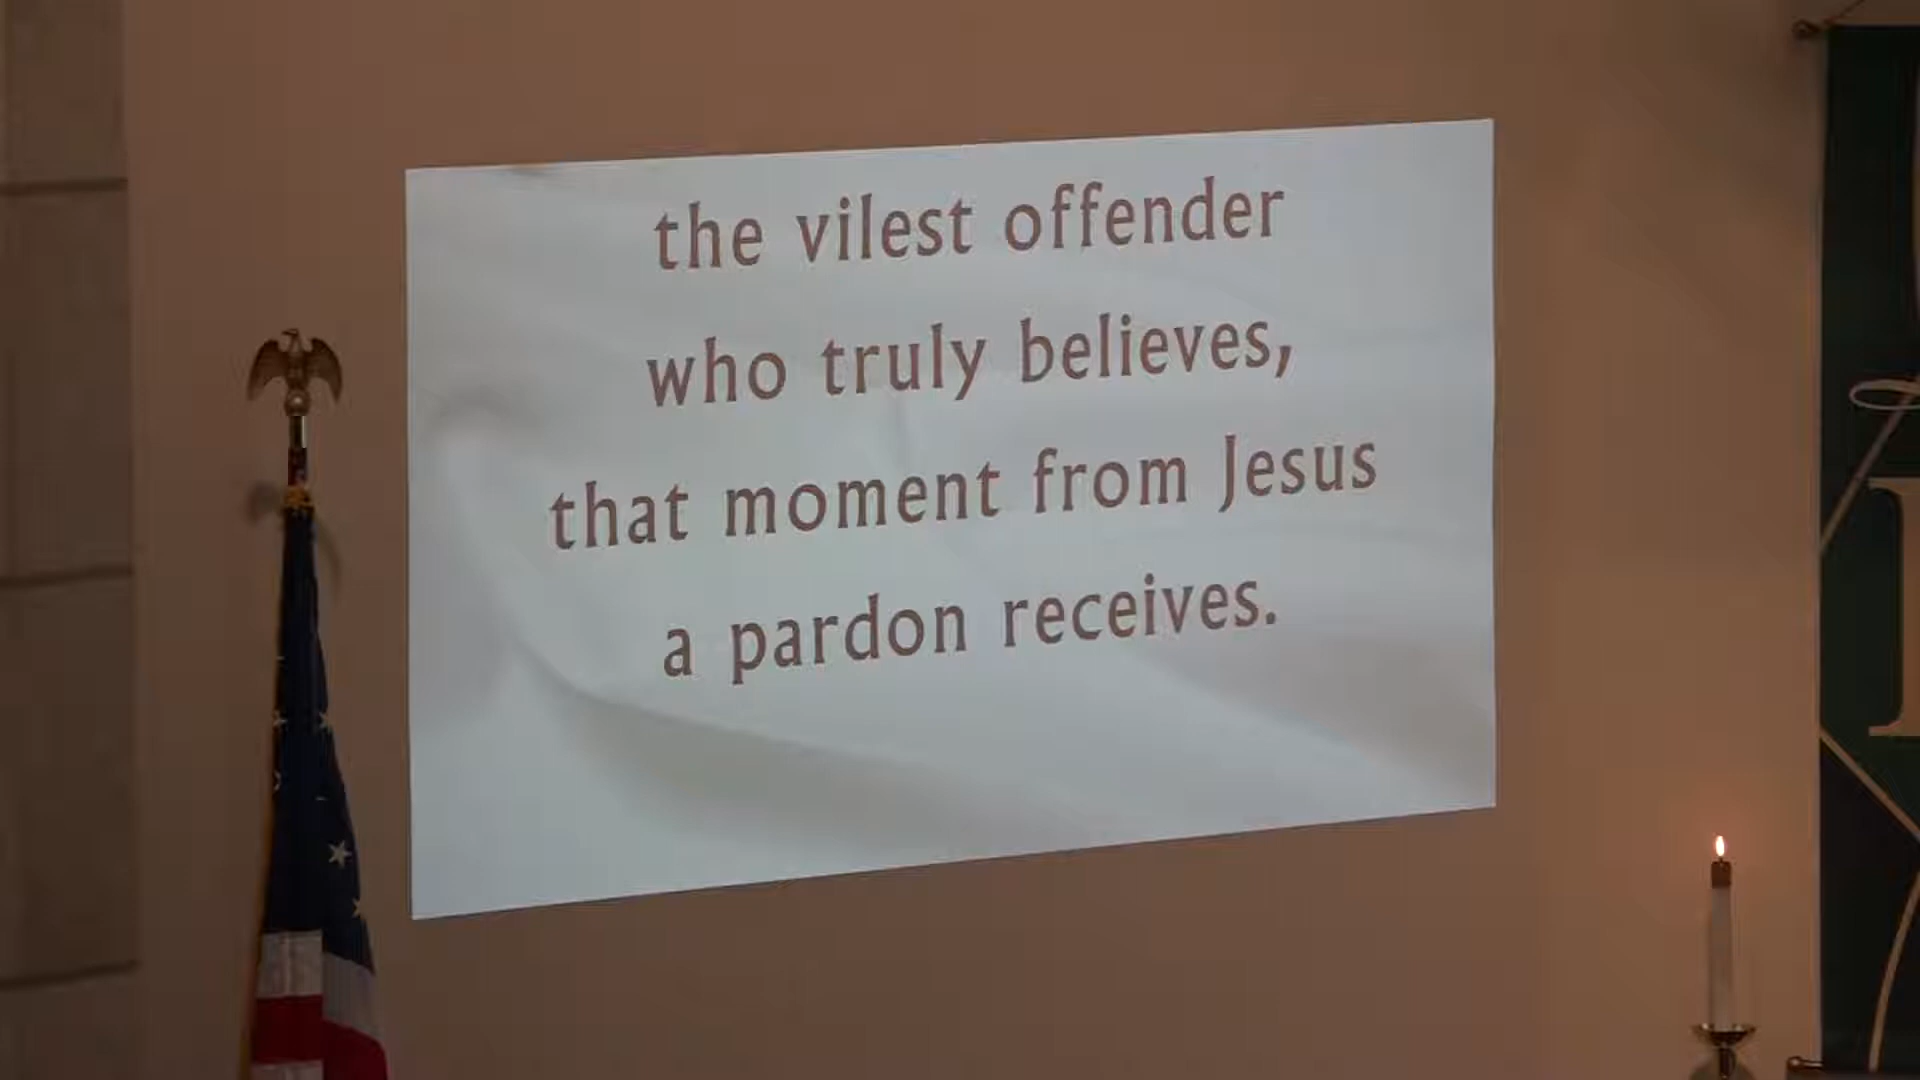 the vilest offender
who truly believes,
that moment from Jesus
a pardon receives.